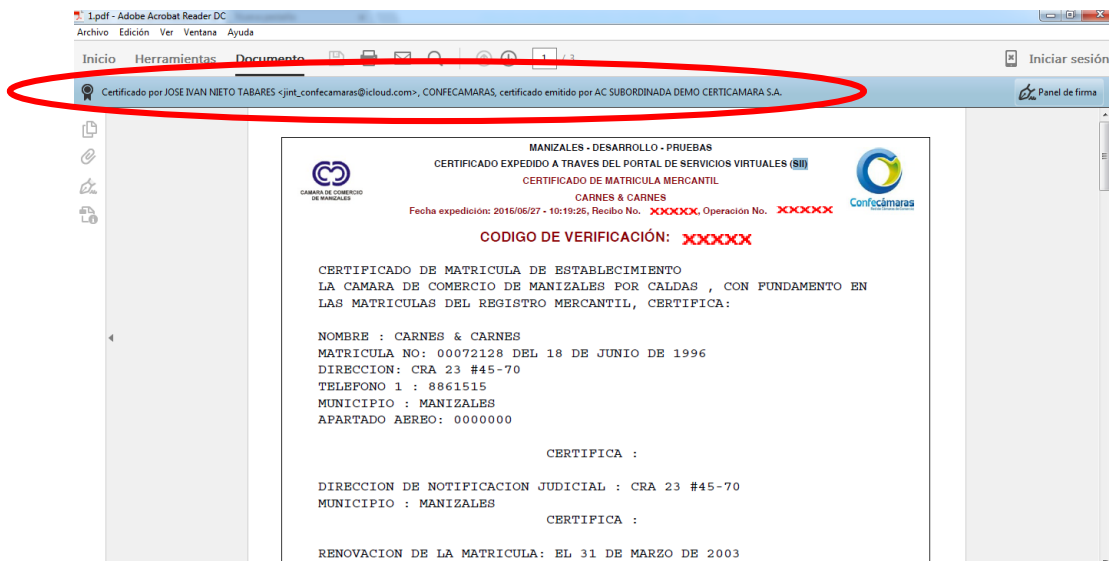 1.pdf - Adobe Acrobat Reader DC
Archivo Edición Ver Ventana Ayuda
Inicio Herramientas Documento 1 / 3 Iniciar sesión
Certificado por JOSE IVAN NIETO TABARES <jint_confecamaras@icloud.com>, CONFECAMARAS, certificado emitido por AC SUBORDINADA DEMO CERTICAMARA S.A. Panel de firma
MANIZALES - DESARROLLO - PRUEBAS
CERTIFICADO EXPEDIDO A TRAVES DEL PORTAL DE SERVICIOS VIRTUALES (SII)
CERTIFICADO DE MATRICULA MERCANTIL
CARNES & CARNES
CAMARA DE COMERCIO
DE MANIZALES
Confecámaras
Fecha expedición: 2016/06/27 - 10:19:25, Recibo No. XXXXX, Operación No. XXXXX
CODIGO DE VERIFICACIÓN: XXXXX
CERTIFICADO DE MATRICULA DE ESTABLECIMIENTO
LA CAMARA DE COMERCIO DE MANIZALES POR CALDAS , CON FUNDAMENTO EN
LAS MATRICULAS DEL REGISTRO MERCANTIL, CERTIFICA:
NOMBRE : CARNES & CARNES
MATRICULA NO: 00072128 DEL 18 DE JUNIO DE 1996
DIRECCION: CRA 23 #45-70
TELEFONO 1 : 8861515
MUNICIPIO : MANIZALES
APARTADO AEREO: 0000000
CERTIFICA :
DIRECCION DE NOTIFICACION JUDICIAL : CRA 23 #45-70
MUNICIPIO : MANIZALES
CERTIFICA :
RENOVACION DE LA MATRICULA: EL 31 DE MARZO DE 2003